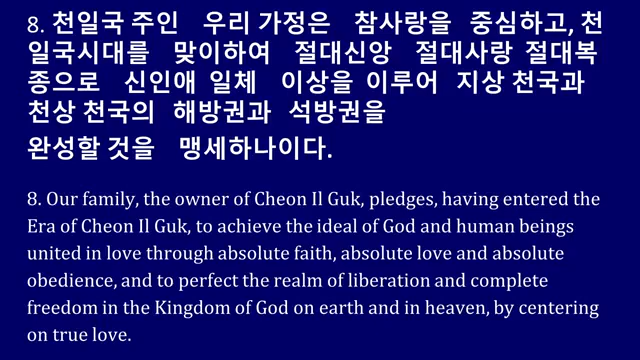 8. 천일국 주인 우리 가정은 참사랑을 중심하고, 천
일국시대를 맞이하여 절대신앙 절대사랑 절대복
종으로 신인애 일체 이상을 이루어 지상 천국과
천상 천국의 해방권과 석방권을
완성할 것을 맹세하나이다.
8. Our family, the owner of Cheon Il Guk, pledges, having entered the
Era of Cheon Il Guk, to achieve the ideal of God and human beings
united in love through absolute faith, absolute love and absolute
obedience, and to perfect the realm of liberation and complete
freedom in the Kingdom of God on earth and in heaven, by centering
on true love.